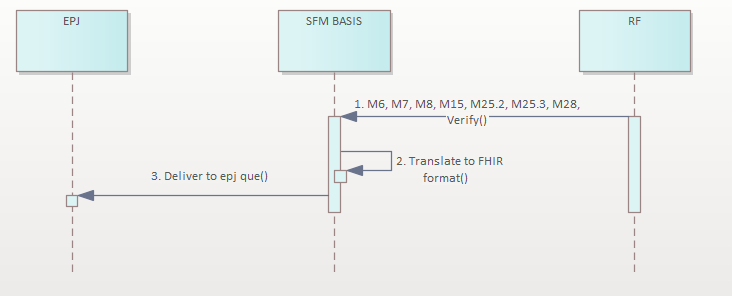 EPJ
SFM BASIS
RF
1. M6, M7, M8, M15, M25.2, M25.3, M28,
Verify()
2. Translate to FHIR
format()
3. Deliver to epj que()